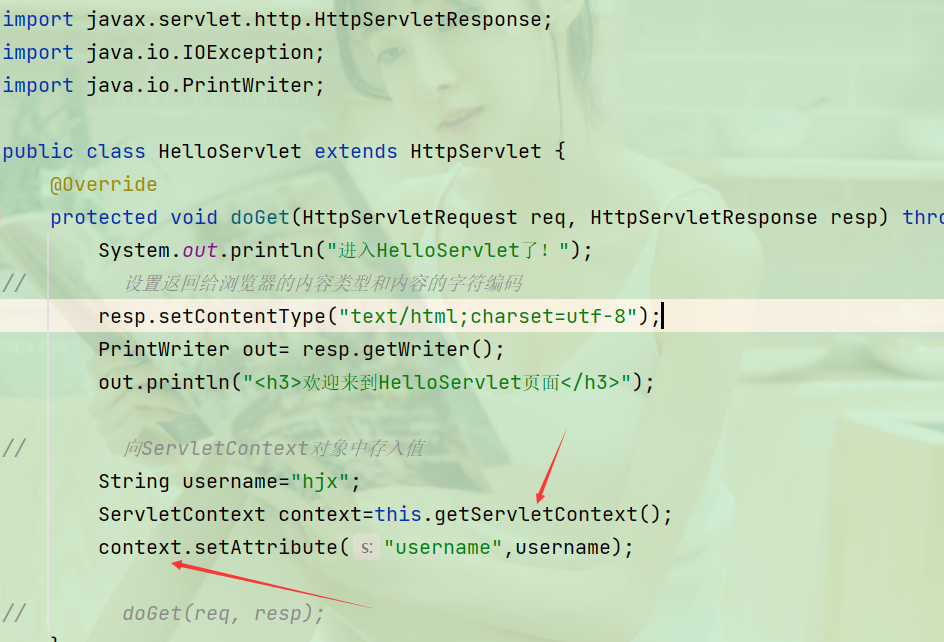 import javax.servlet.http.HttpServletResponse;
import java.io.IOException;
import java.io.PrintWriter;
public class HelloServlet extends HttpServlet {
@Override
protected void doGet(HttpServletRequest req, HttpServletResponse resp) thro
System.out.println("进入HelloServlet了! ");
// 设置返回给浏览器的内容类型和内容的字符编码
resp.setContentType("text/html;charset=utf-8");
PrintWriter out= resp.getWriter();
out.println("<h3>欢迎来到HelloServlet页面</h3>");
// 向ServletContext对象中存入值
String username="hjx";
ServletContext context=this.getServletContext();
context.setAttribute( s: "username",username);
// doGet(req, resp);
}